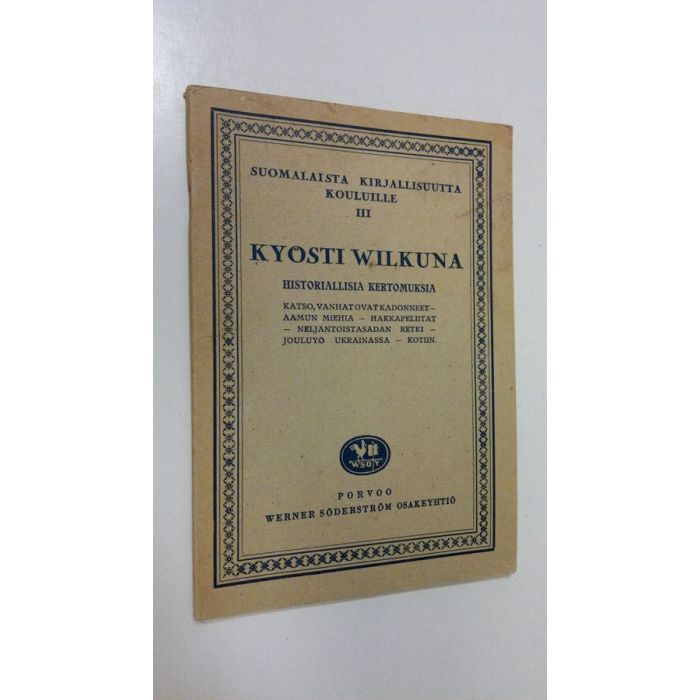 SUOMALAISTA KIRJALLISUUTTA
KOULUILLE
III
KYÖSTI WILKUNA
HISTORIALLISIA KERTOMUKSIA
KATSO, VANHAT OVAT KADONNEET —
AAMUN MIEHIÄ — HAKKAPELIITAT
— NELJÄNTOISTASADAN RETKI —
JOULUYÖ UKRAINASSA — KOTIIN.
WSOY
PORVOO
WERNER SÖDERSTRÖM OSAKEYHTIÖ